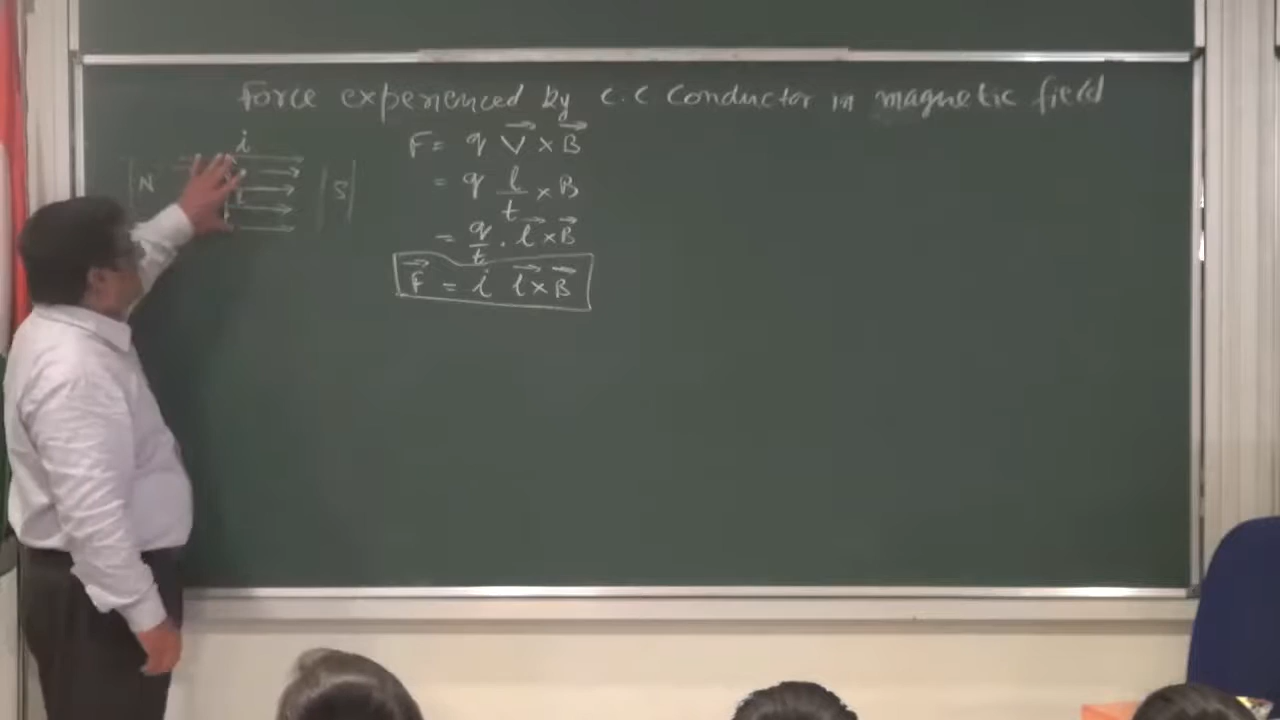 Force experienced by C.C Conductor in magnetic field
i
N
l
S
F = q V⃗ × B⃗
= q l/t × B
= q/t · l⃗ × B⃗
F⃗ = i l⃗ × B⃗